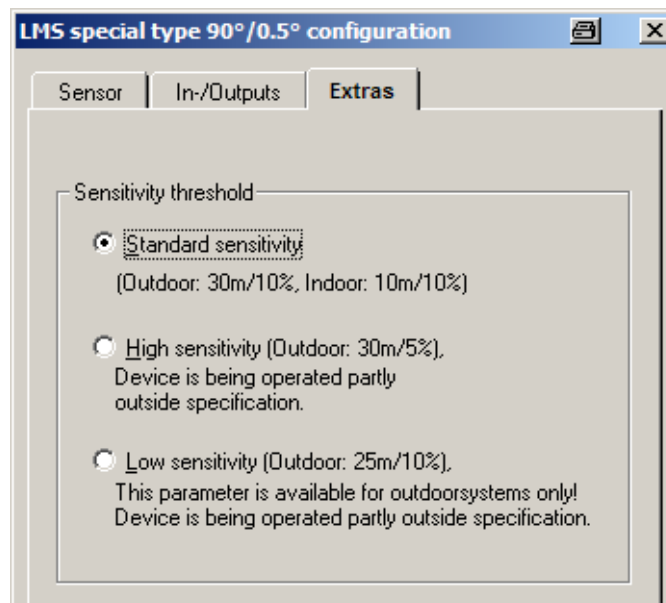 LMS special type 90°/0.5° configuration
Sensor
In-/Outputs
Extras
Sensitivity threshold
Standard sensitivity
(Outdoor: 30m/10%, Indoor: 10m/10%)
High sensitivity (Outdoor: 30m/5%),
Device is being operated partly
outside specification.
Low sensitivity (Outdoor: 25m/10%),
This parameter is available for outdoorsystems only!
Device is being operated partly outside specification.